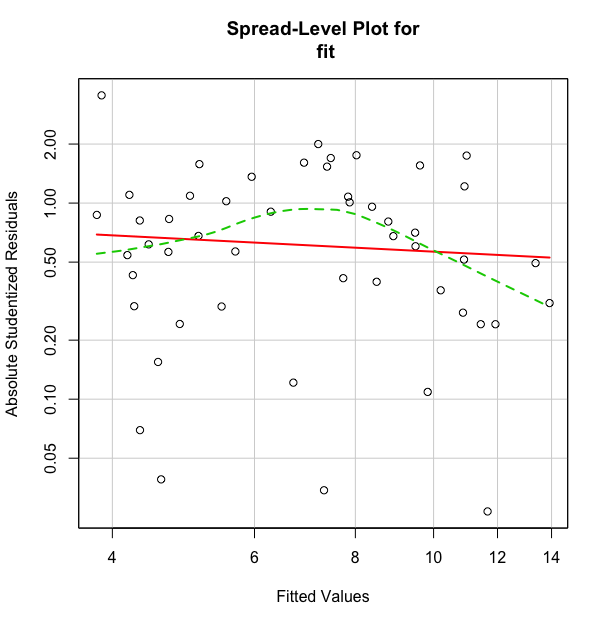 Spread-Level Plot for
fit
Absolute Studentized Residuals
2.00
1.00
0.50
0.20
0.10
0.05
4 6 8 10 12 14
Fitted Values